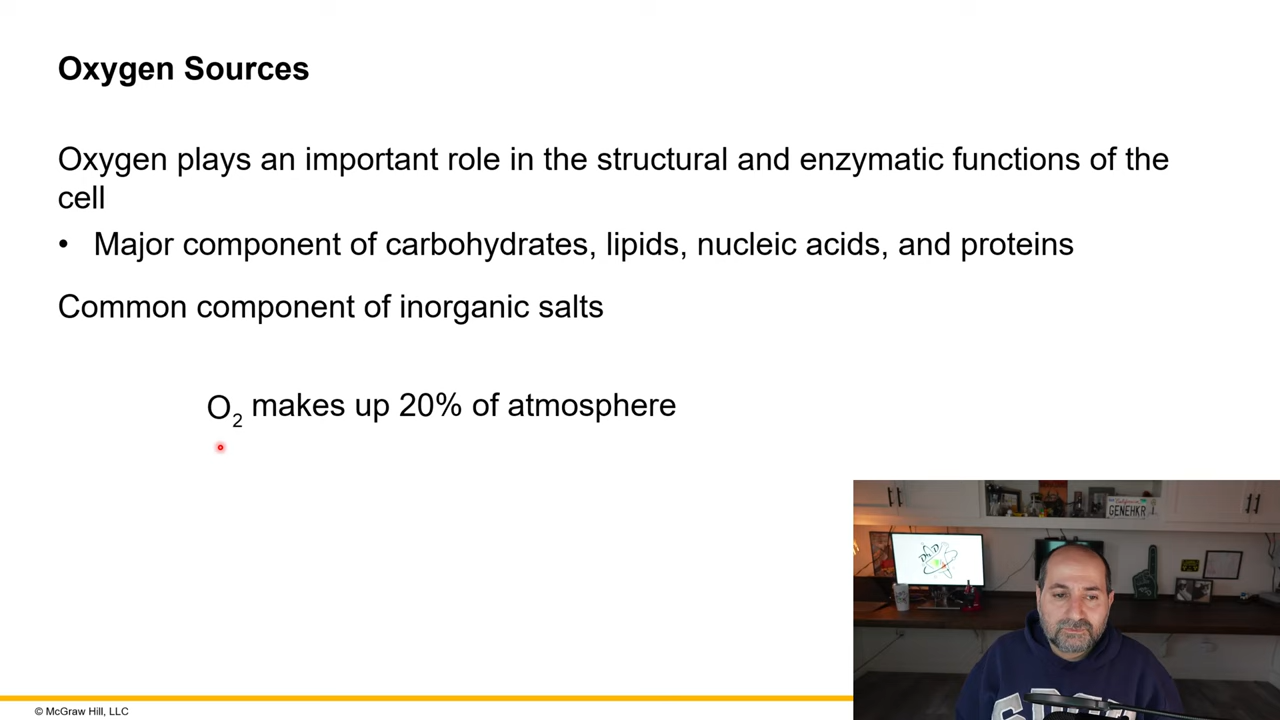 Oxygen Sources
Oxygen plays an important role in the structural and enzymatic functions of the
cell
• Major component of carbohydrates, lipids, nucleic acids, and proteins
Common component of inorganic salts
O₂ makes up 20% of atmosphere
GENEHKR
© McGraw Hill, LLC